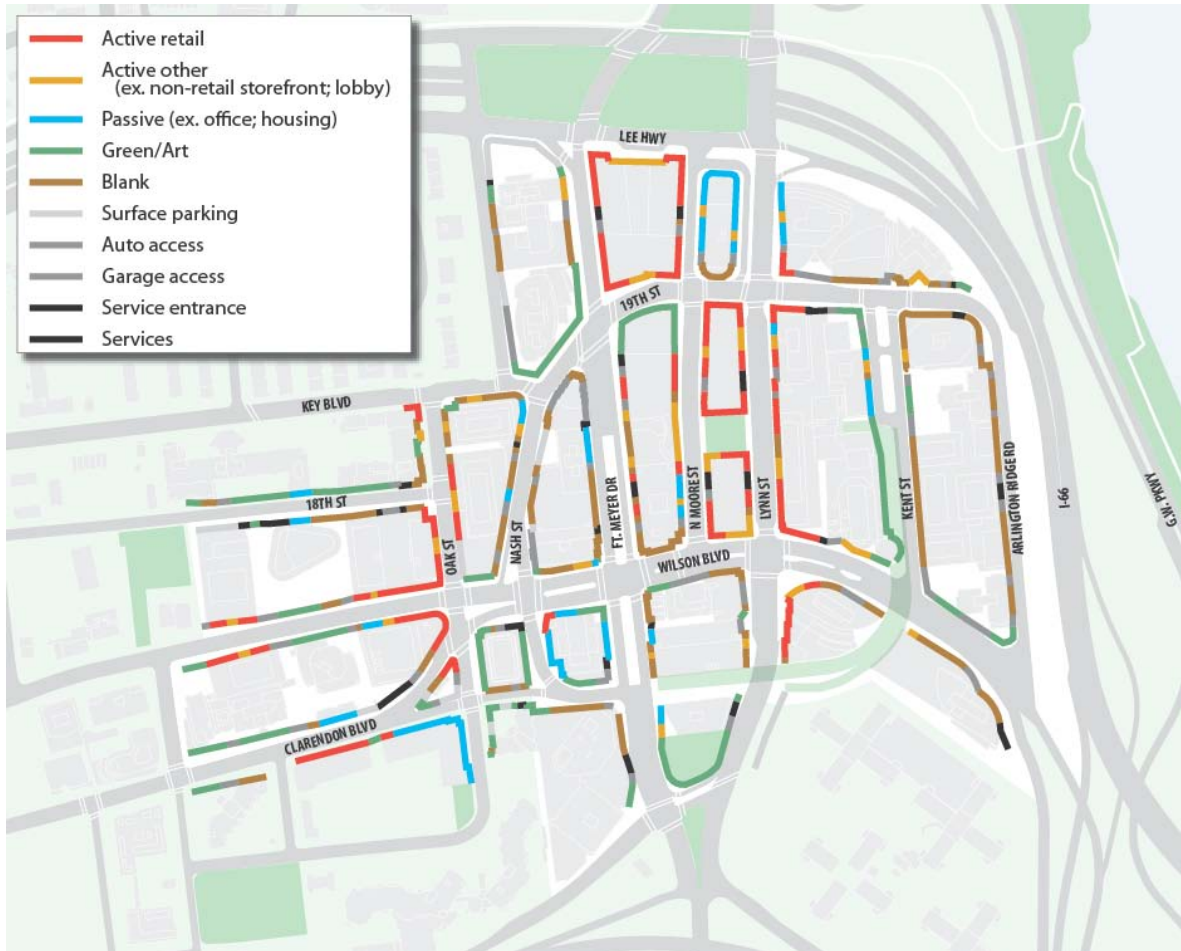 Active retail
Active other
(ex. non-retail storefront; lobby)
Passive (ex. office; housing)
Green/Art
Blank
Surface parking
Auto access
Garage access
Service entrance
Services
LEE HWY
19TH ST
KEY BLVD
18TH ST
OAK ST
NASH ST
FT. MEYER DR
N MOORE ST
LYNN ST
KENT ST
ARLINGTON RIDGE RD
I-66
G.W. PKWY
WILSON BLVD
CLARENDON BLVD